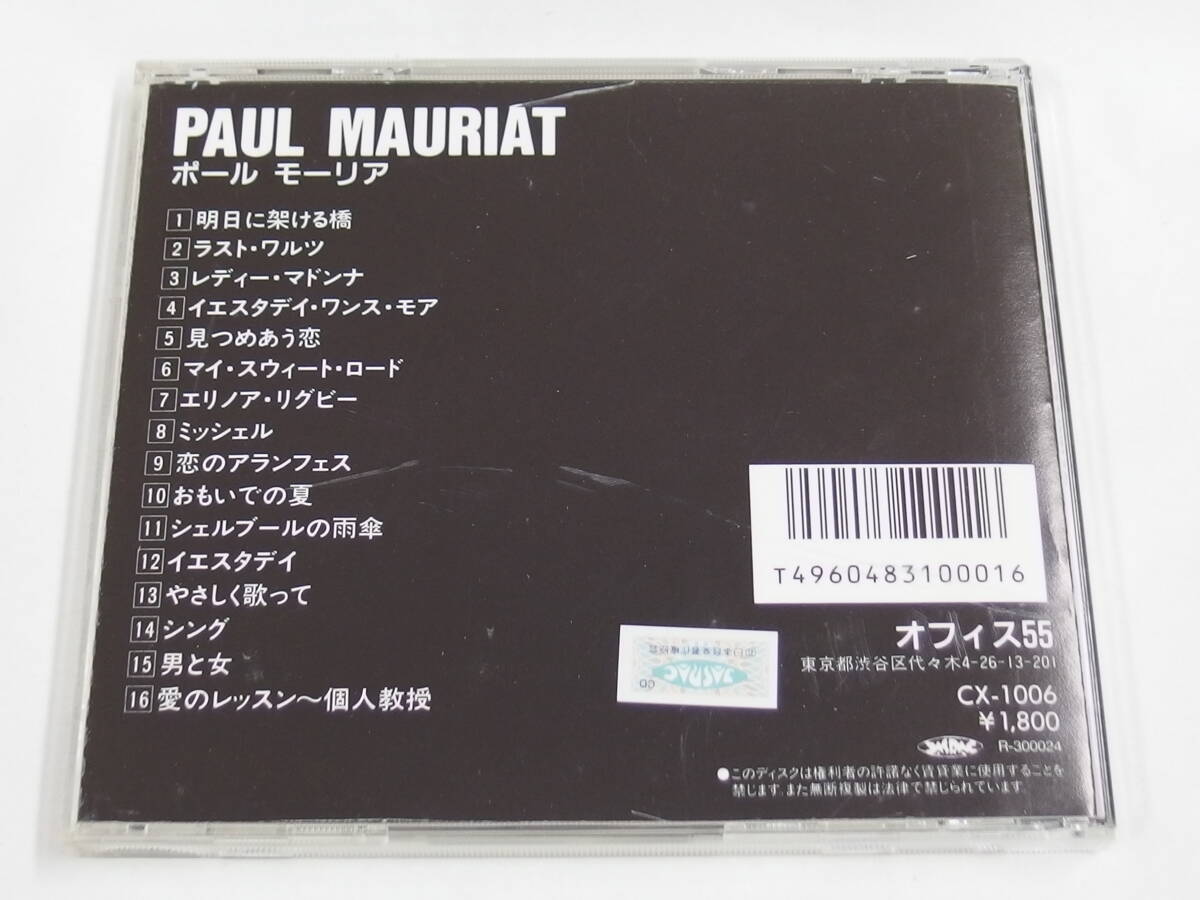 PAUL MAURIAT
ポール モーリア
1 明日に架ける橋
2 ラスト・ワルツ
3 レディー・マドンナ
4 イエスタデイ・ワンス・モア
5 見つめあう恋
6 マイ・スウィート・ロード
7 エリノア・リグビー
8 ミッシェル
9 恋のアランフェス
10 おもいでの夏
11 シェルブールの雨傘
12 イエスタデイ
13 やさしく歌って
14 シング
15 男と女
16 愛のレッスン〜個人教授
T4960483100016
JASRAC
CD
オフィス55
東京都渋谷区代々木4-26-13-201
CX-1006
¥1,800
R-300024
●このディスクは権利者の許諾なく賃貸業に使用することを
禁じます。また無断複製は法律で禁じられています。